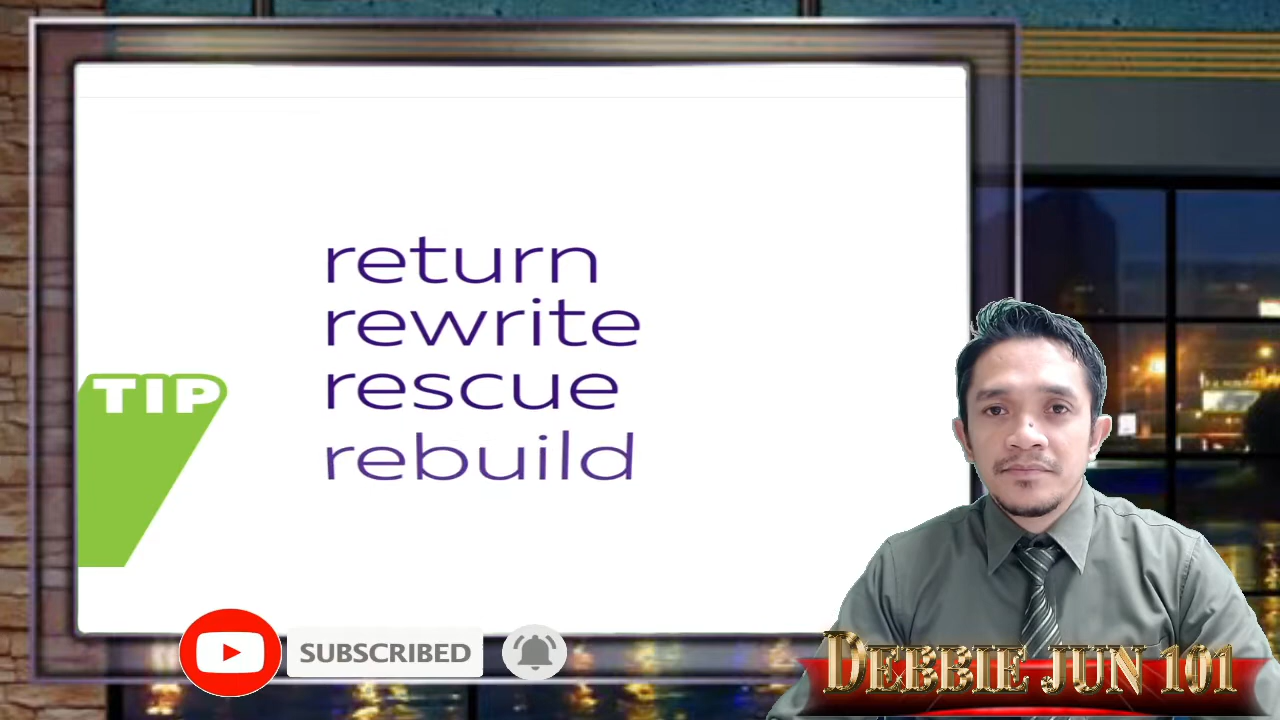 return
rewrite
rescue
rebuild
TIP
SUBSCRIBED
DEBBIE JUN 101